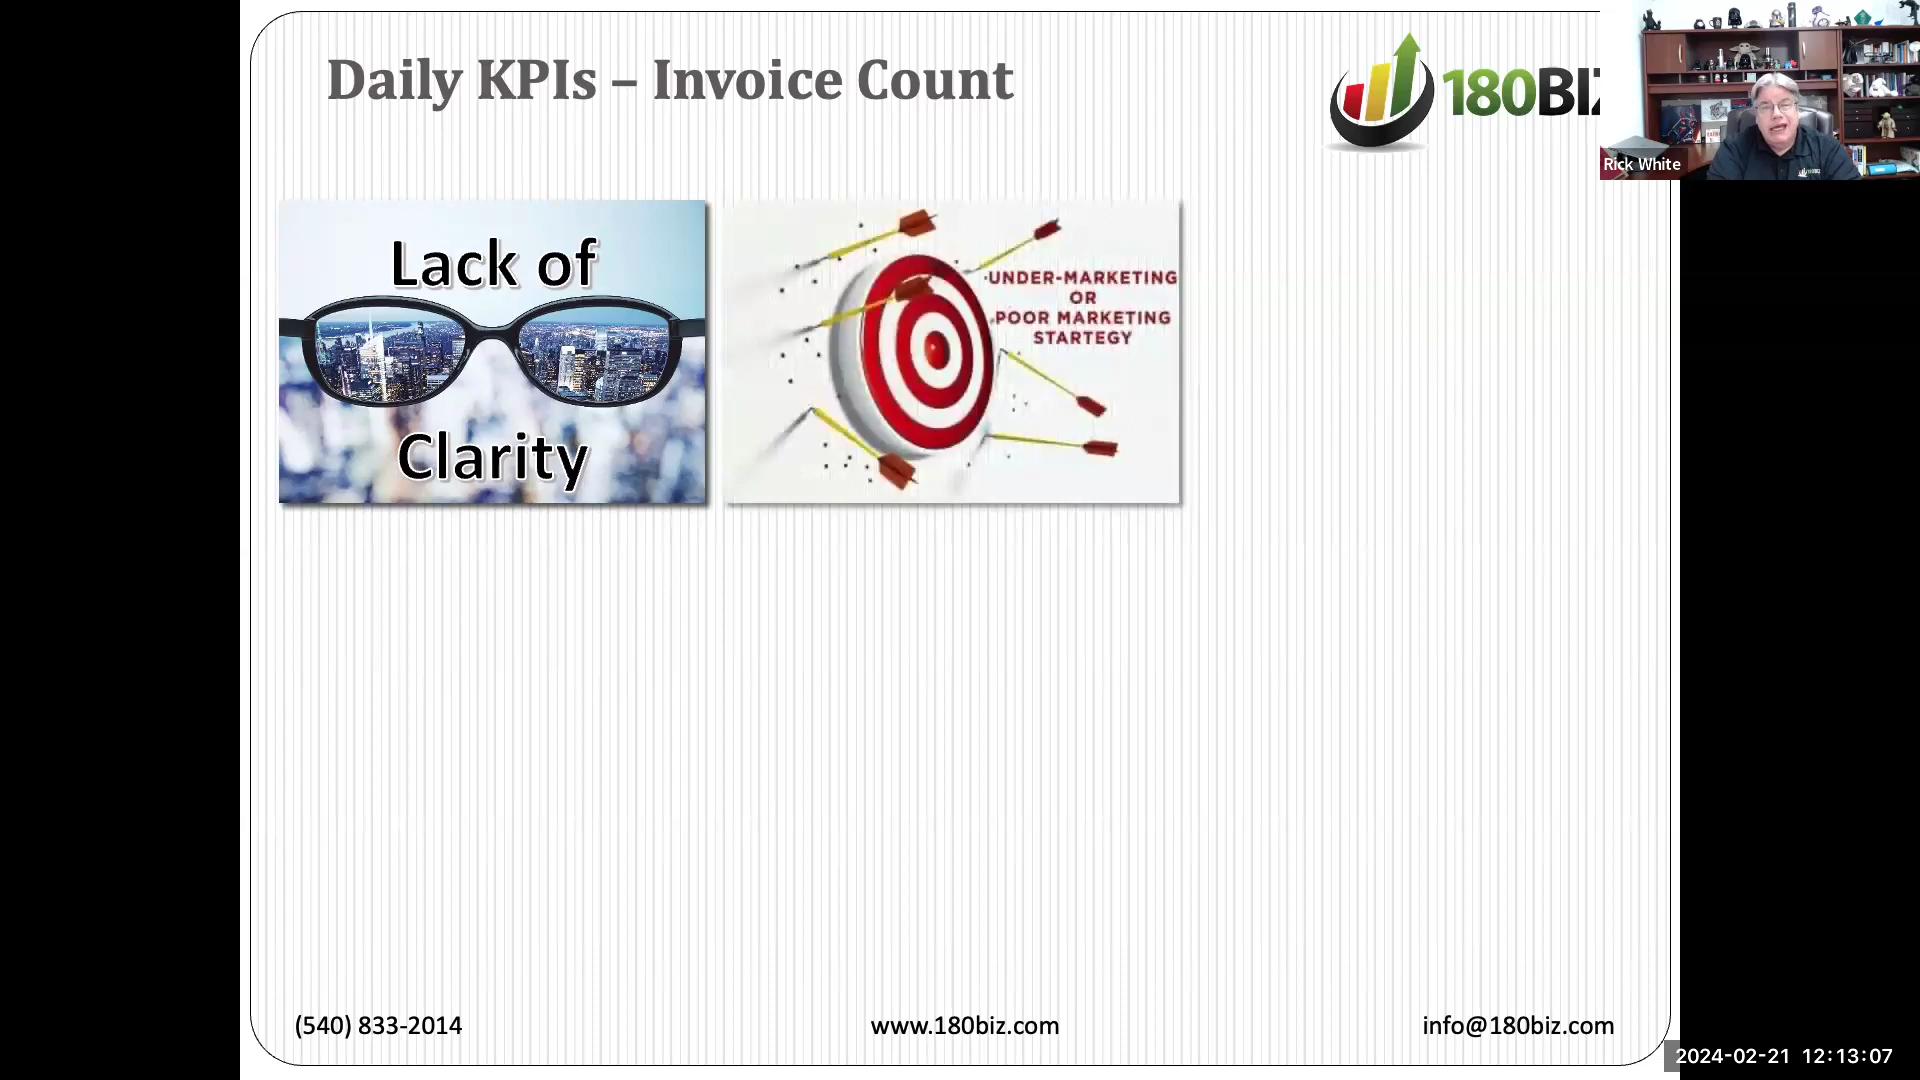 Daily KPIs – Invoice Count
180BIZ
Rick White
Lack of
Clarity
UNDER-MARKETING
OR
POOR MARKETING
STARTEGY
(540) 833-2014
www.180biz.com
info@180biz.com
2024-02-21 12:13:07